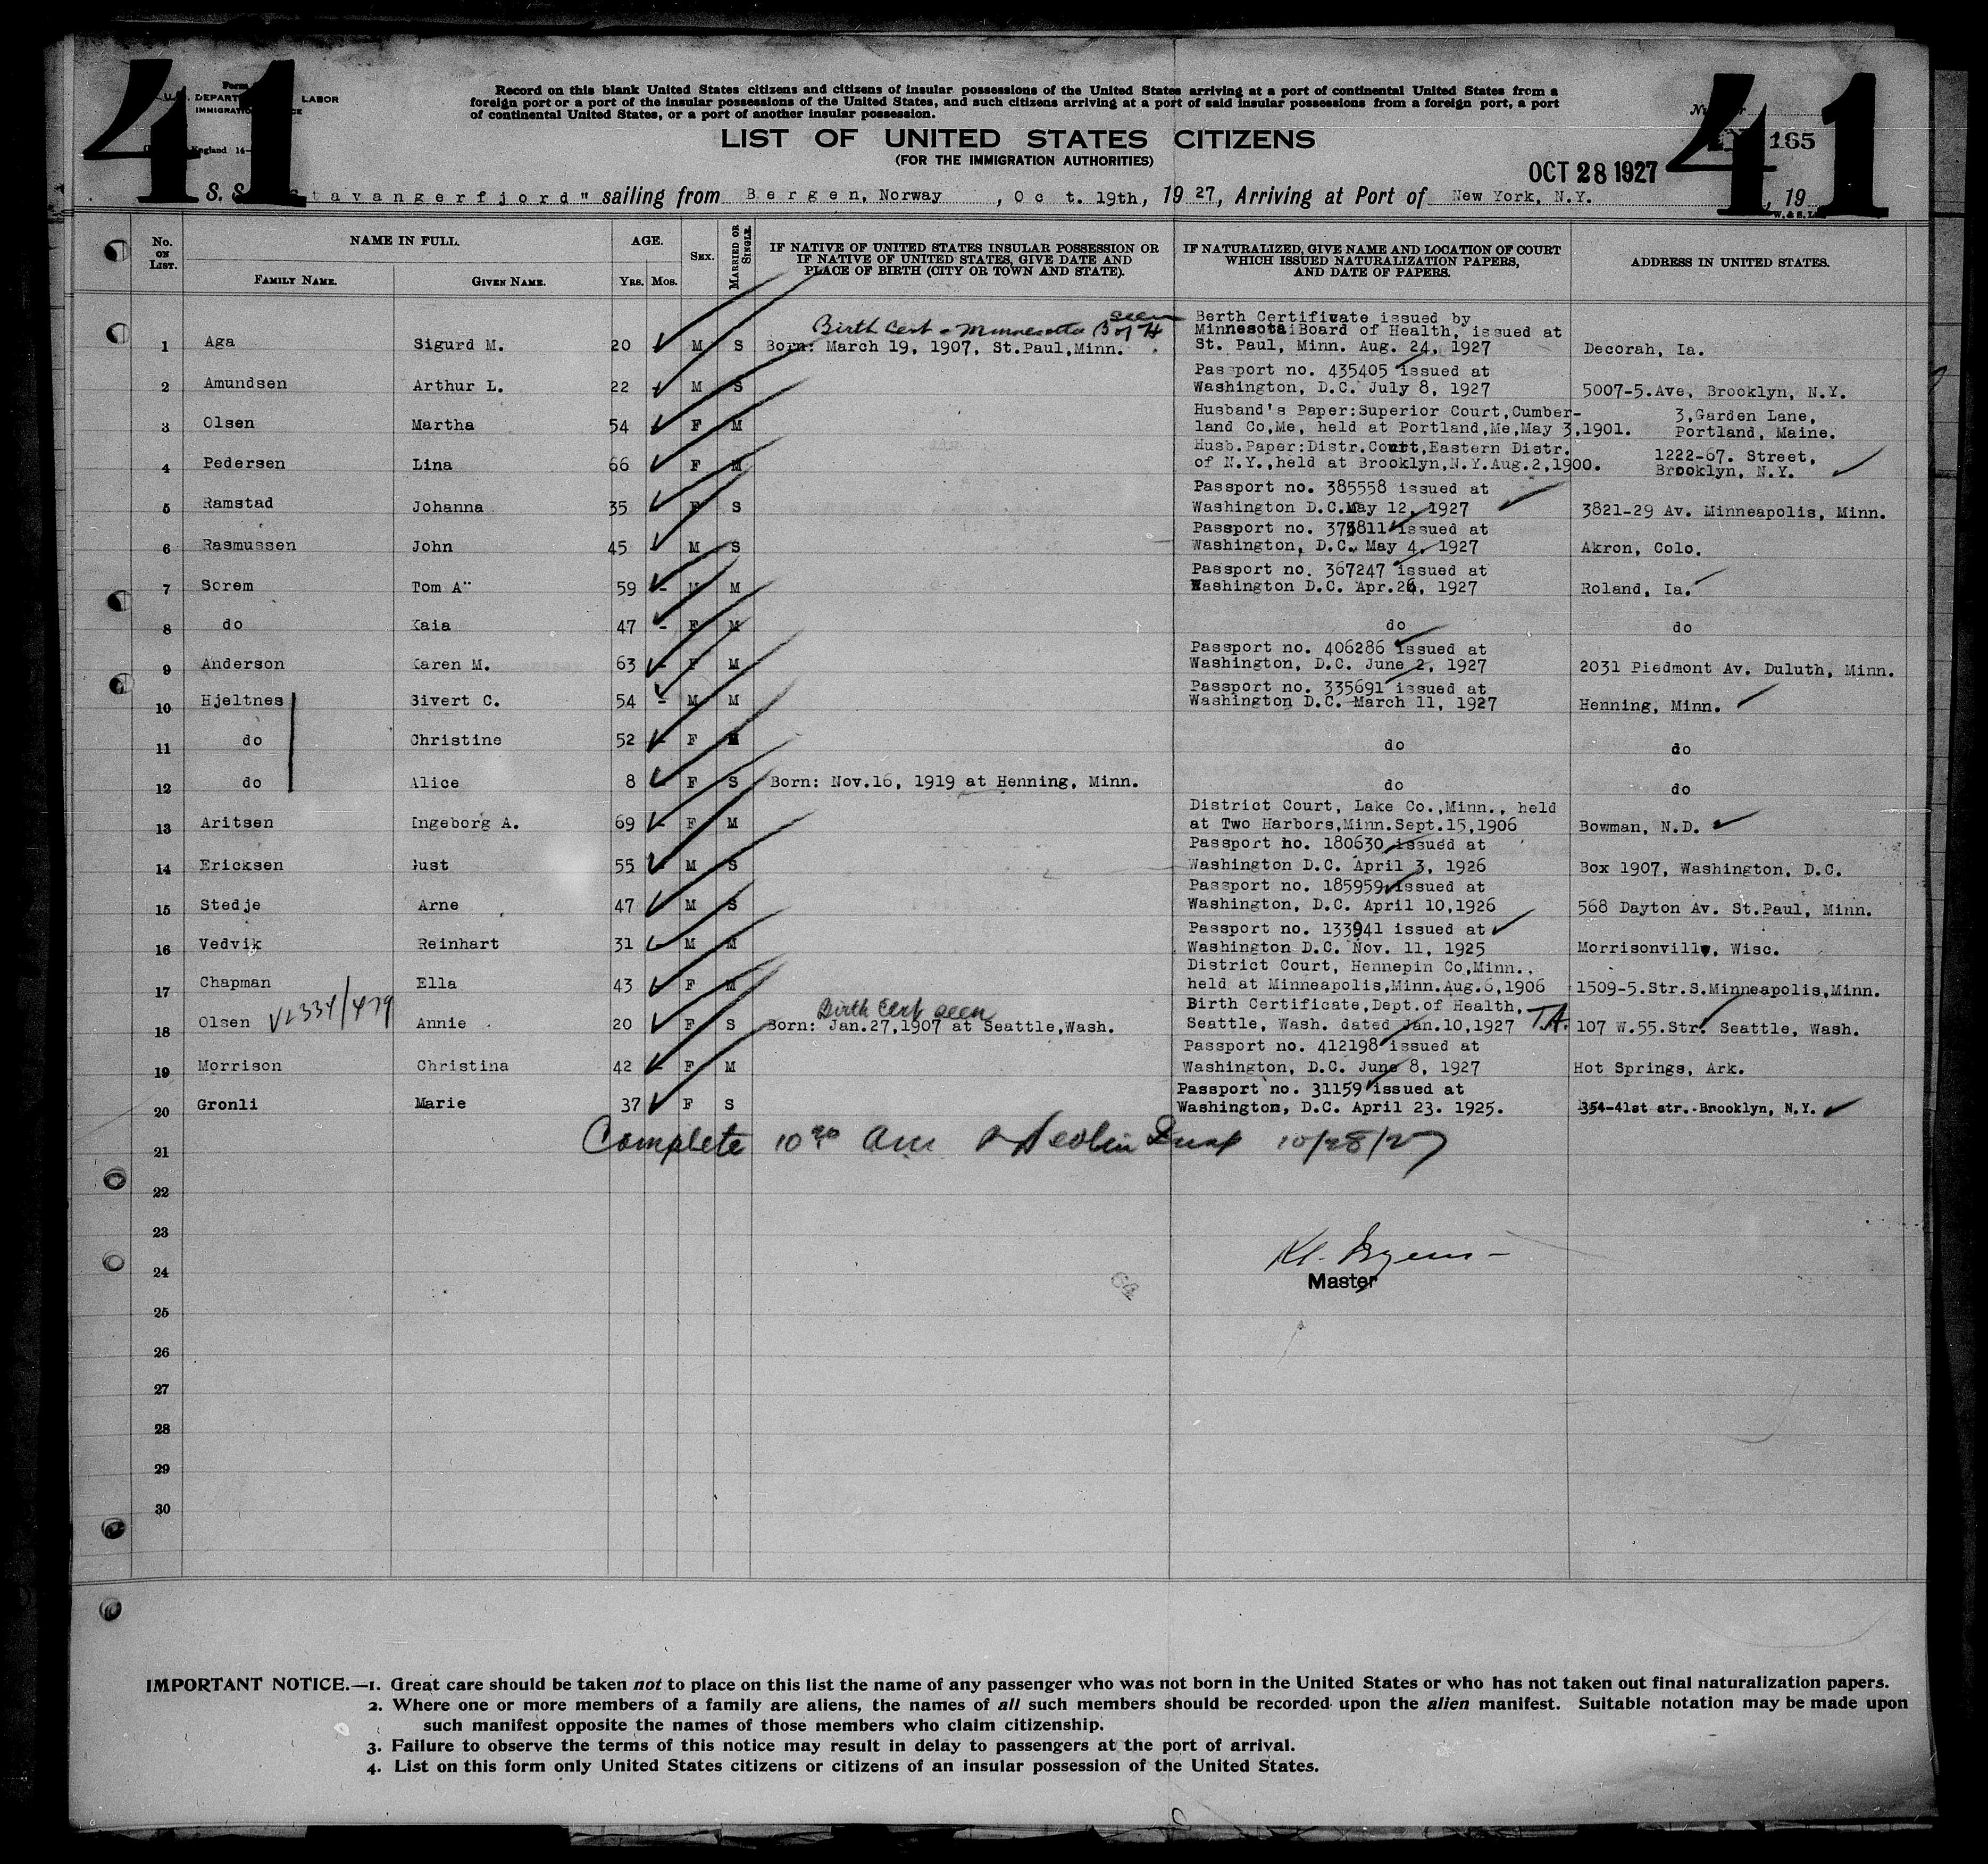 41
41
Form
U.S. DEPART LABOR
IMMIGRATION
England 14-
Record on this blank United States citizens and citizens of insular possessions of the United States arriving at a port of continental United States from a
foreign port or a port of the insular possessions of the United States, and such citizens arriving at a port of said insular possessions from a foreign port, a port
of continental United States, or a port of another insular possession.
LIST OF UNITED STATES CITIZENS
(FOR THE IMMIGRATION AUTHORITIES)
165
OCT 28 1927
S. S. tavangerfjord" sailing from Bergen, Norway, Oct. 19th, 1927, Arriving at Port of New York, N.Y. , 19
No. ON LIST. NAME IN FULL. AGE. SEX. MARRIED OR SINGLE. IF NATIVE OF UNITED STATES INSULAR POSSESSION OR IF NATIVE OF UNITED STATES, GIVE DATE AND PLACE OF BIRTH (CITY OR TOWN AND STATE). IF NATURALIZED, GIVE NAME AND LOCATION OF COURT WHICH ISSUED NATURALIZATION PAPERS, AND DATE OF PAPERS. ADDRESS IN UNITED STATES.
FAMILY NAME. GIVEN NAME. YRS. MOS.
Birth Cert - Minnesotta B of H seen
Berth Certificate issued by
Minnesota Board of Health, issued at
1 Aga Sigurd M. 20 M S Born: March 19, 1907, St.Paul,Minn. St. Paul, Minn. Aug. 24, 1927 Decorah, Ia.
Passport no. 435405 issued at
2 Amundsen Arthur L. 22 M S Washington, D.C. July 8, 1927 5007-5.Ave, Brooklyn, N.Y.
Husband's Paper:Superior Court,Cumber- 3,Garden Lane,
3 Olsen Martha 54 F M land Co,Me, held at Portland,Me,May 3,1901. Portland, Maine.
Husb.Paper:Distr.Court,Eastern Distr. 1222-67. Street,
4 Pedersen Lina 66 F M of N.Y.,held at Brooklyn,N.Y.Aug.2,1900. Brooklyn, N.Y.
Passport no. 385558 issued at
5 Ramstad Johanna 35 F S Washington D.C.May 12, 1927 3821-29 Av. Minneapolis, Minn.
Passport no. issued at
6 Rasmussen John 45 M S Washington, D.C. May 4, 1927 Akron, Colo.
Passport no. 367247 issued at
7 Sorem Tom A 59 - M M Washington D.C. Apr.26, 1927 Roland, Ia.
8 do Kaia 47 - F M do do
Passport no. 406286 issued at
9 Anderson Karen M. 63 - F M Washington, D.C. June 2, 1927 2031 Piedmont Av. Duluth, Minn.
Passport no. 335691 issued at
10 Hjeltnes Sivert C. 54 - M M Washington D.C. March 11, 1927 Henning, Minn.
11 do Christine 52 - F M do do
12 do Alice 8 - F S Born: Nov.16, 1919 at Henning, Minn. do do
District Court, Lake Co.,Minn., held
13 Aritsen Ingeborg A. 69 - F M at Two Harbors,Minn.Sept.15,1906 Bowman, N.D.
Passport no. 180630 issued at
14 Ericksen Just 55 - M S Washington D.C. April 3, 1926 Box 1907, Washington, D.C.
Passport no. 185959 issued at
15 Stedje Arne 47 M S Washington, D.C. April 10,1926 568 Dayton Av. St.Paul, Minn.
Passport no. 133941 issued at
16 Vedvik Reinhart 31 M M Washington D.C. Nov. 11, 1925 Morrisonville, Wisc.
District Court, Hennepin Co,Minn.,
17 Chapman Ella 43 - F M held at Minneapolis,Minn.Aug.6,1906 1509-5.Str.S.Minneapolis,Minn.
Birth Cert seen
Birth Certificate,Dept.of Health,
18 Olsen VL334/479 Annie 20 F S Born: Jan.27,1907 at Seattle,Wash. Seattle, Wash. dated Jan.10,1927 T.A. 107 W.55.Str. Seattle, Wash.
Passport no. 412198 issued at
19 Morrison Christina 42 - F M Washington, D.C. June 8, 1927 Hot Springs, Ark.
Passport no. 31159 issued at
20 Gronli Marie 37 F S Washington, D.C. April 23. 1925. 354-41st str. Brooklyn, N.Y.
Complete 10 am 10/28/27
21
22
23
24
Master
25
26
27
28
29
30
IMPORTANT NOTICE.—1. Great care should be taken not to place on this list the name of any passenger who was not born in the United States or who has not taken out final naturalization papers.
2. Where one or more members of a family are aliens, the names of all such members should be recorded upon the alien manifest. Suitable notation may be made upon
such manifest opposite the names of those members who claim citizenship.
3. Failure to observe the terms of this notice may result in delay to passengers at the port of arrival.
4. List on this form only United States citizens or citizens of an insular possession of the United States.